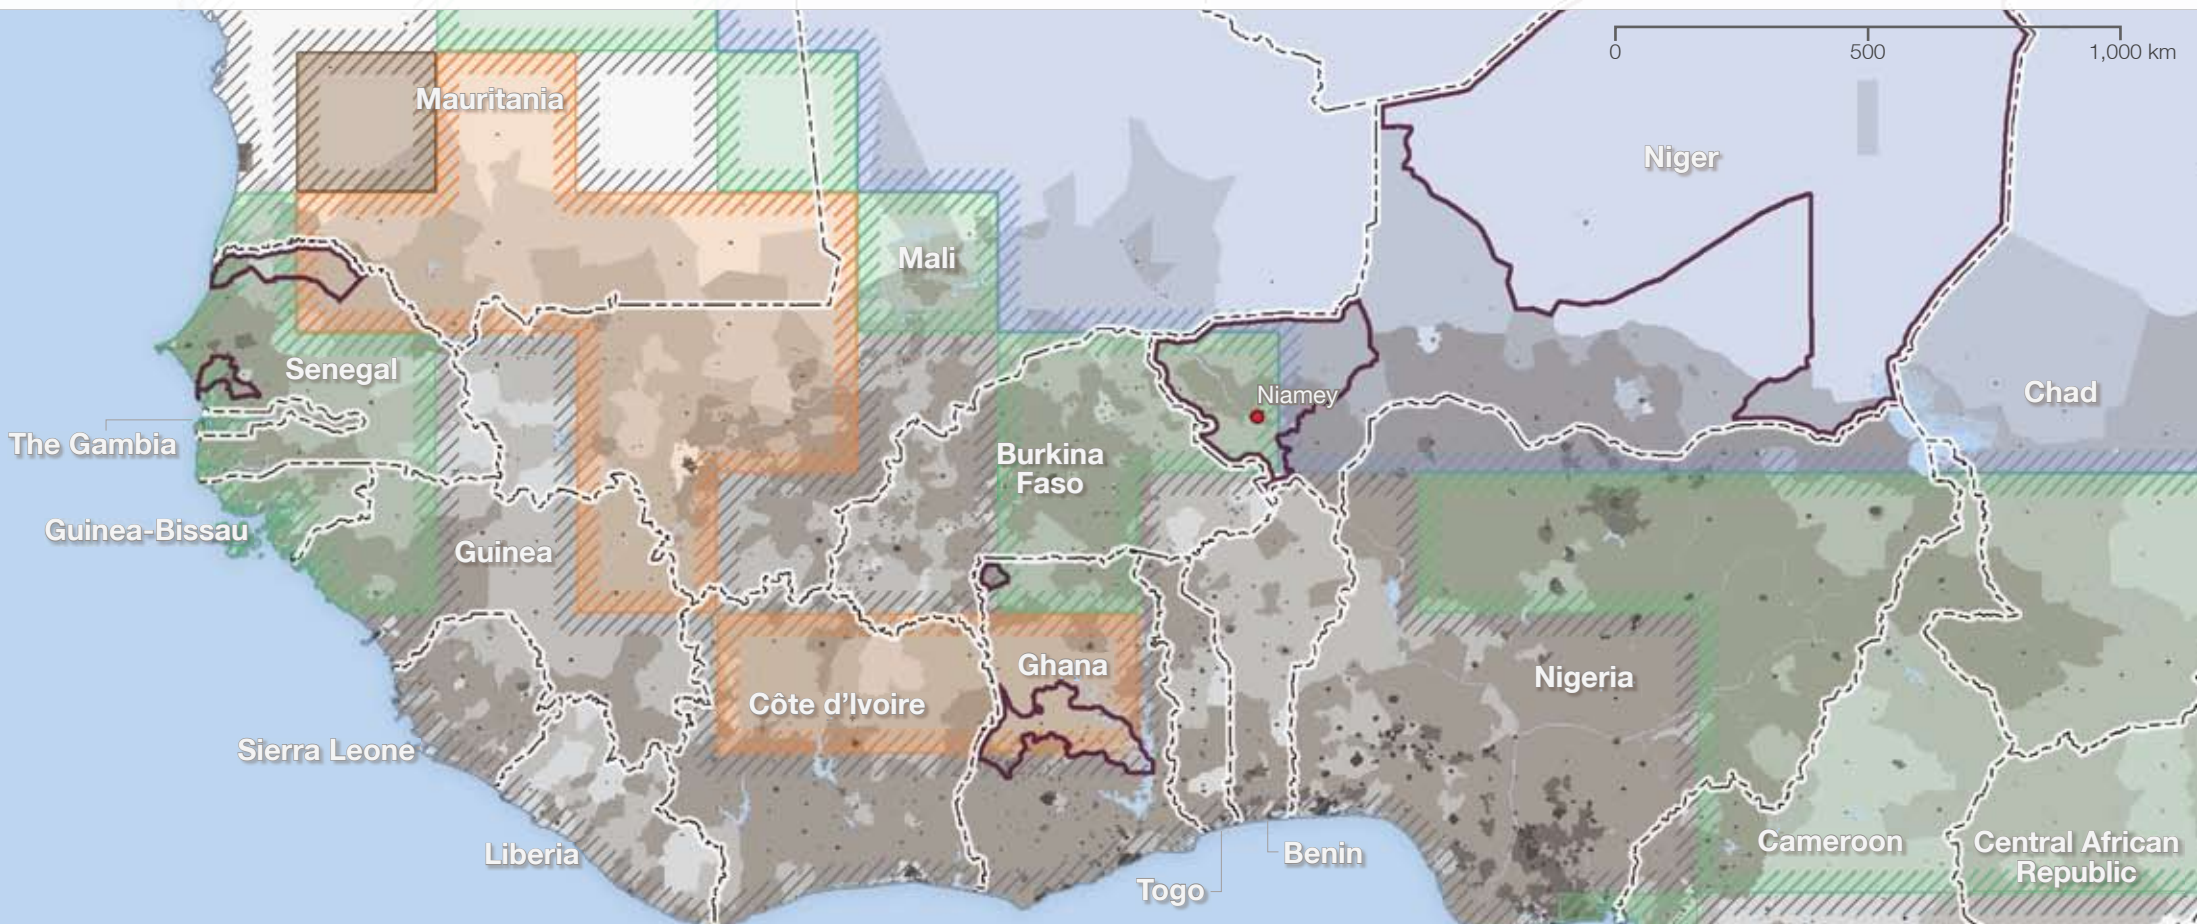 0 500 1,000 km
Mauritania
Niger
Mali
Senegal
Niamey
Chad
The Gambia
Burkina
Faso
Guinea-Bissau
Guinea
Ghana
Nigeria
Côte d’Ivoire
Sierra Leone
Cameroon
Central African
Republic
Liberia
Benin
Togo